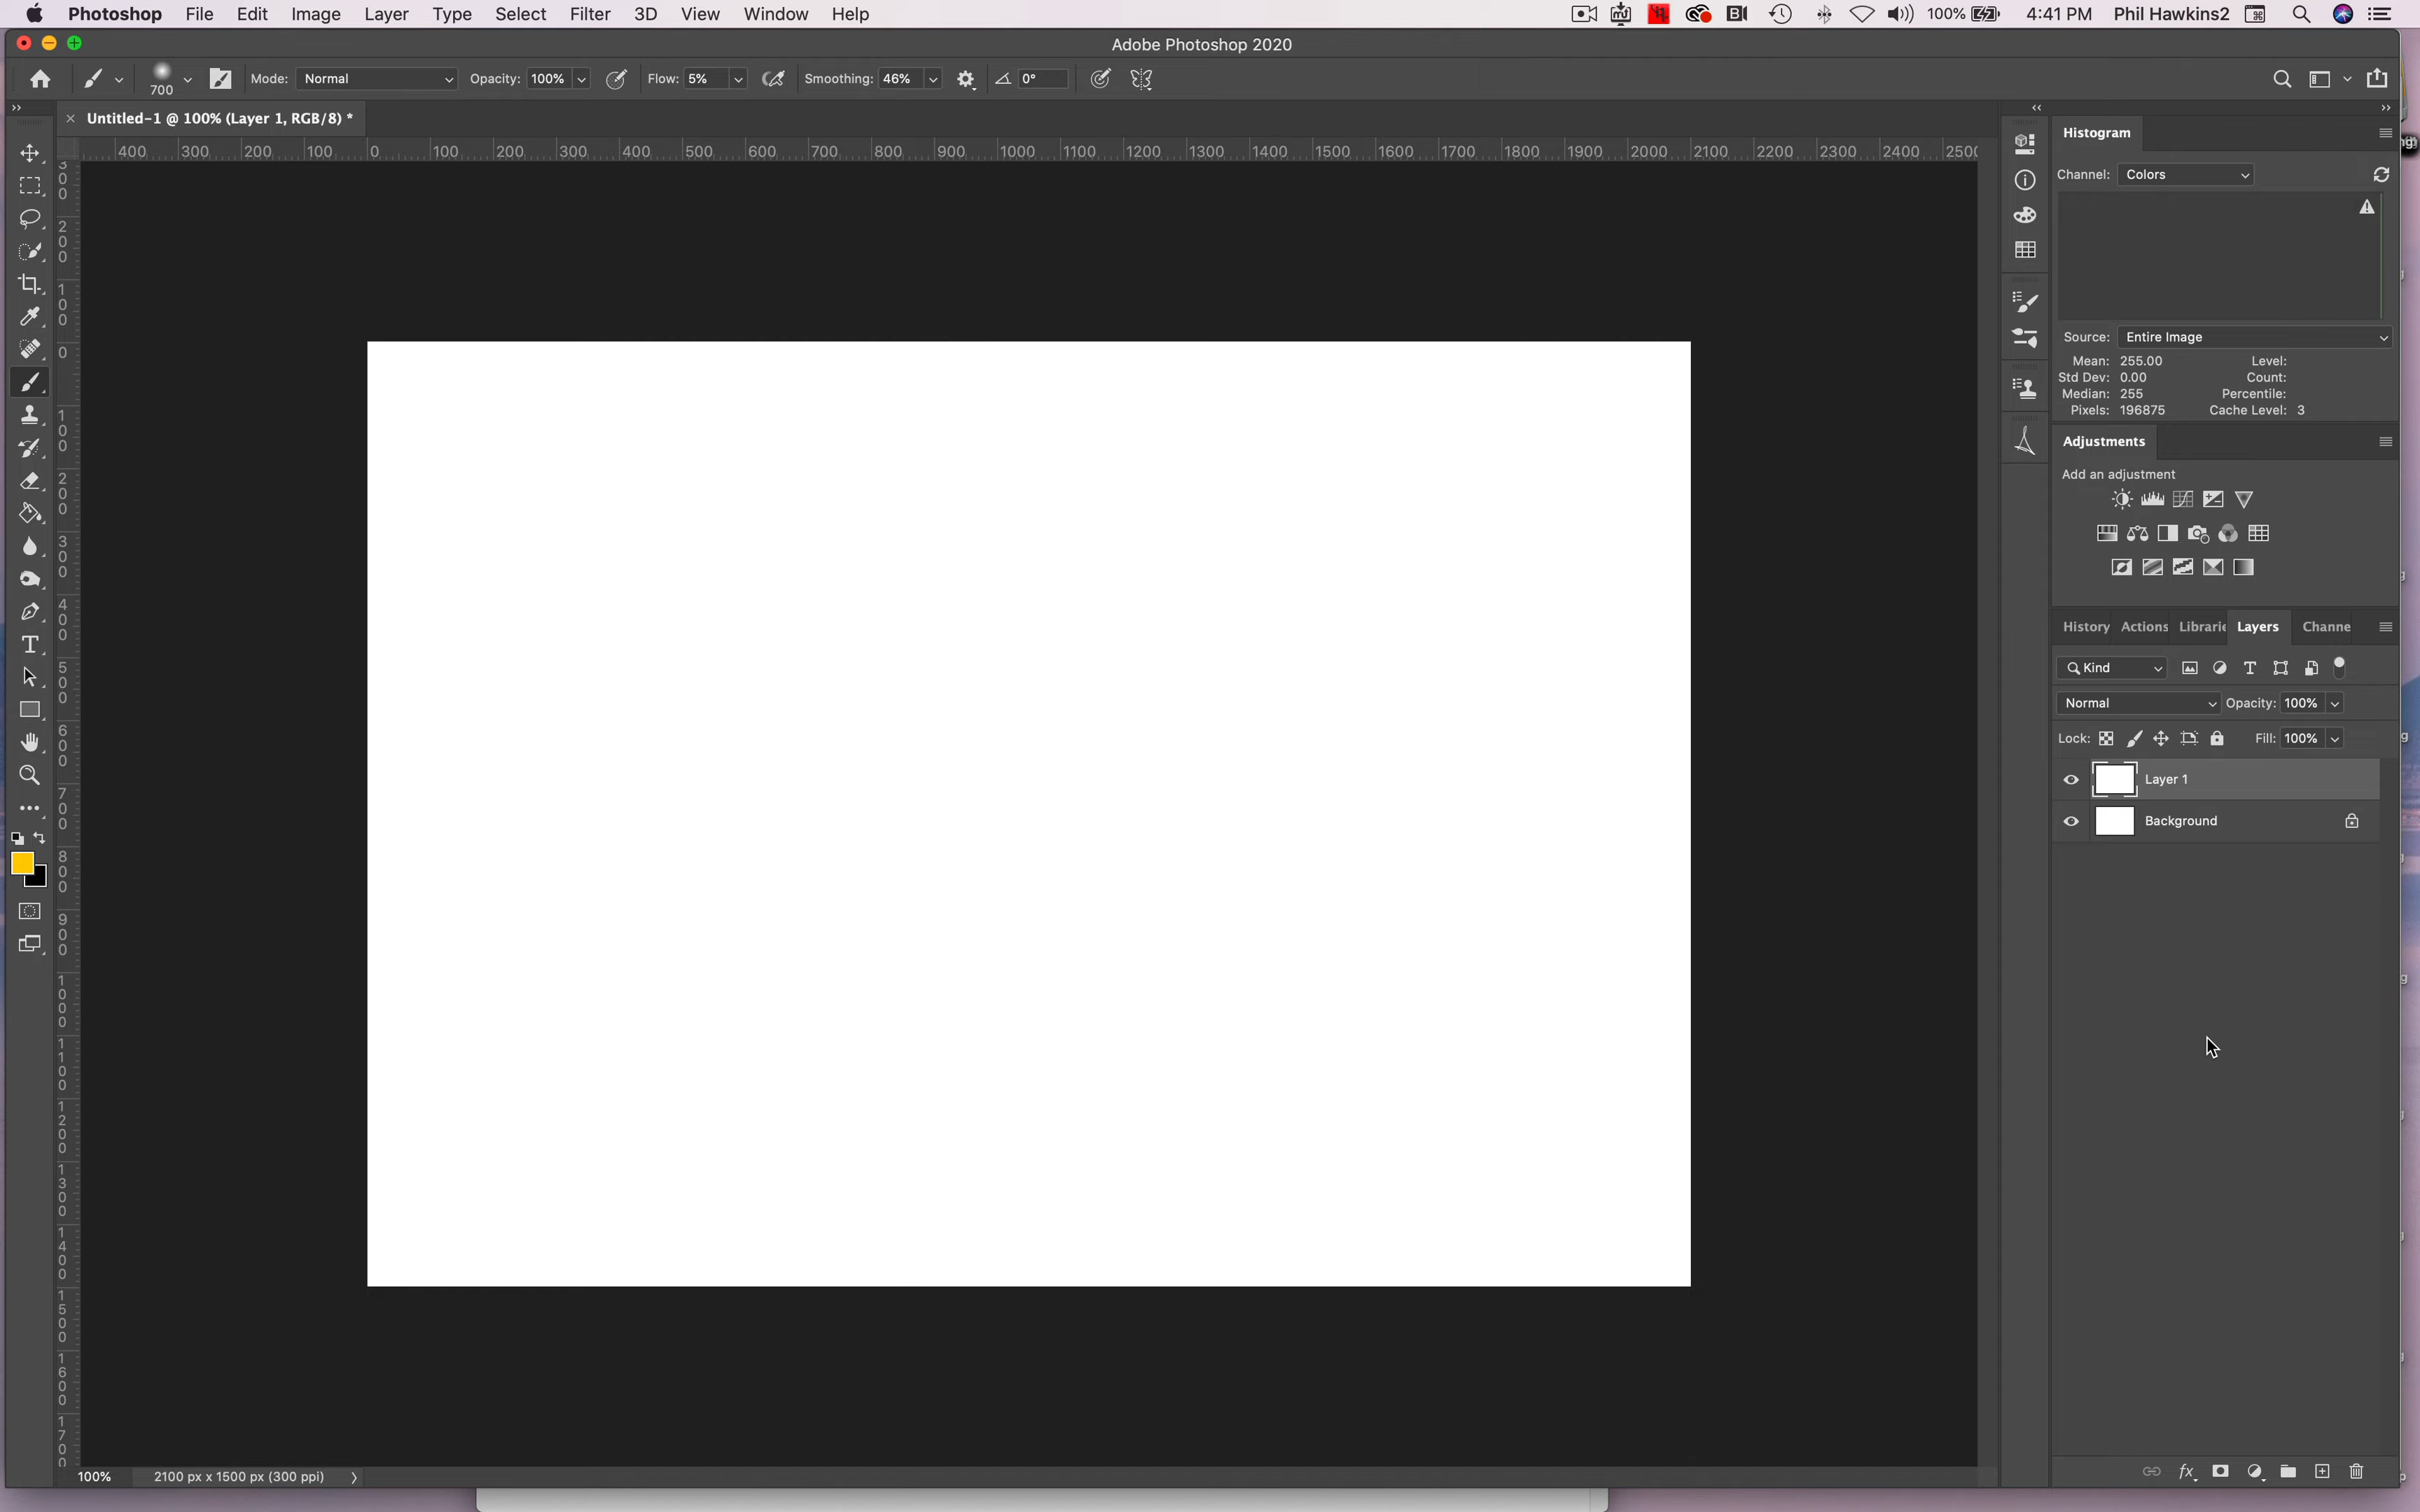 Photoshop File Edit Image Layer Type Select Filter 3D View Window Help 100% 4:41 PM Phil Hawkins2
Adobe Photoshop 2020
700 Mode: Normal Opacity: 100% Flow: 5% Smoothing: 46% 0°
Untitled-1 @ 100% (Layer 1, RGB/8) *
400 300 200 100 0 100 200 300 400 500 600 700 800 900 1000 1100 1200 1300 1400 1500 1600 1700 1800 1900 2000 2100 2200 2300 2400 2500
200
100
0
100
200
300
400
500
600
700
800
900
1000
1100
1200
1300
1400
1500
1600
1700
Histogram
Channel: Colors
Source: Entire Image
Mean: 255.00 Level:
Std Dev: 0.00 Count:
Median: 255 Percentile:
Pixels: 196875 Cache Level: 3
Adjustments
Add an adjustment
History Actions Librarie Layers Channe
Kind
Normal Opacity: 100%
Lock: Fill: 100%
Layer 1
Background
fx
100% 2100 px x 1500 px (300 ppi)